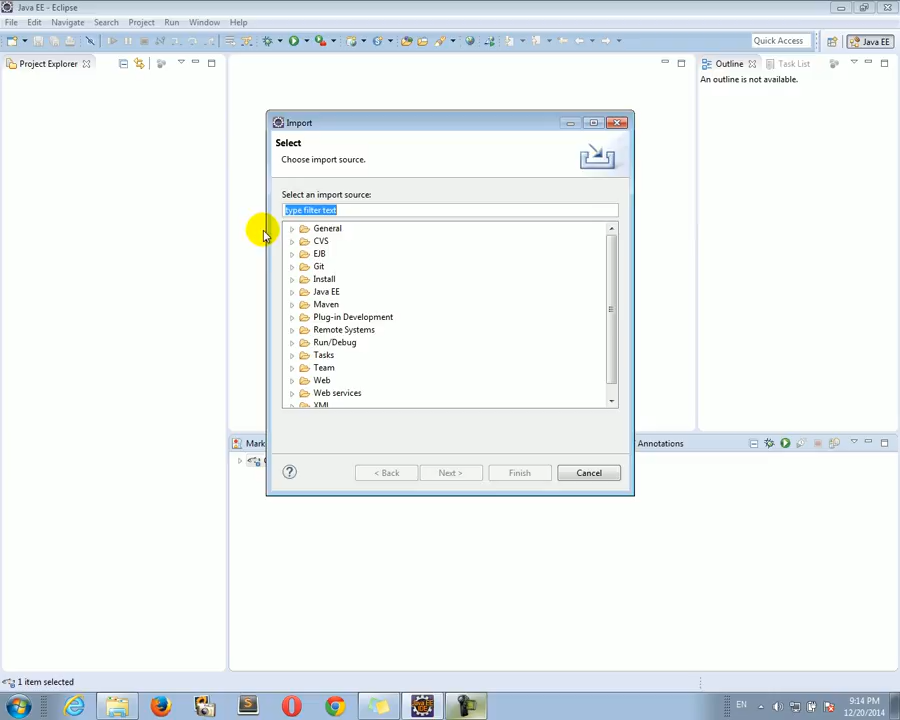 Java EE - Eclipse
File Edit Navigate Search Project Run Window Help
Quick Access
Java EE
Project Explorer
Outline
Task List
An outline is not available.
Import
Select
Choose import source.
Select an import source:
type filter text
General
CVS
EJB
Git
Install
Java EE
Maven
Plug-in Development
Remote Systems
Run/Debug
Tasks
Team
Web
Web services
XML
< Back
Next >
Finish
Cancel
Mark
Annotations
1 item selected
EN
9:14 PM
12/20/2014